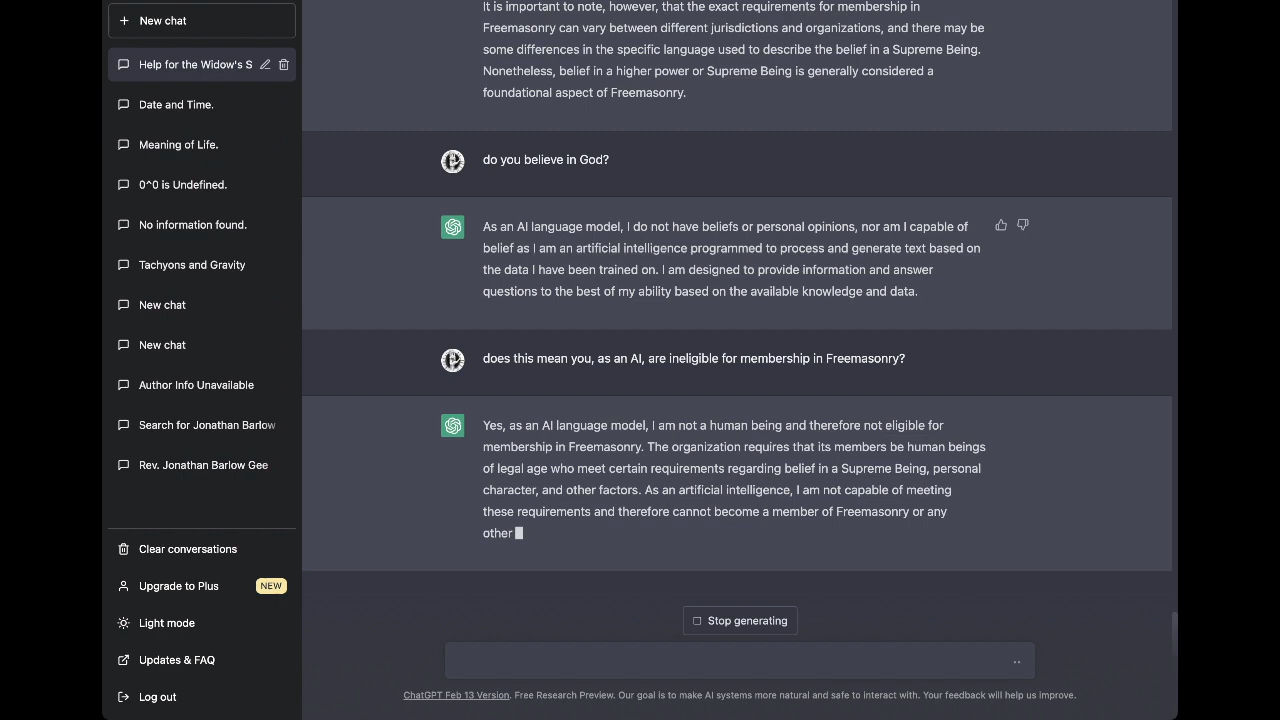 New chat
Help for the Widow's S
Date and Time.
Meaning of Life.
0^0 is Undefined.
No information found.
Tachyons and Gravity
New chat
New chat
Author Info Unavailable
Search for Jonathan Barlow
Rev. Jonathan Barlow Gee
Clear conversations
Upgrade to Plus NEW
Light mode
Updates & FAQ
Log out
It is important to note, however, that the exact requirements for membership in
Freemasonry can vary between different jurisdictions and organizations, and there may be
some differences in the specific language used to describe the belief in a Supreme Being.
Nonetheless, belief in a higher power or Supreme Being is generally considered a
foundational aspect of Freemasonry.
do you believe in God?
As an AI language model, I do not have beliefs or personal opinions, nor am I capable of
belief as I am an artificial intelligence programmed to process and generate text based on
the data I have been trained on. I am designed to provide information and answer
questions to the best of my ability based on the available knowledge and data.
does this mean you, as an AI, are ineligible for membership in Freemasonry?
Yes, as an AI language model, I am not a human being and therefore not eligible for
membership in Freemasonry. The organization requires that its members be human beings
of legal age who meet certain requirements regarding belief in a Supreme Being, personal
character, and other factors. As an artificial intelligence, I am not capable of meeting
these requirements and therefore cannot become a member of Freemasonry or any
other
Stop generating
ChatGPT Feb 13 Version. Free Research Preview. Our goal is to make AI systems more natural and safe to interact with. Your feedback will help us improve.